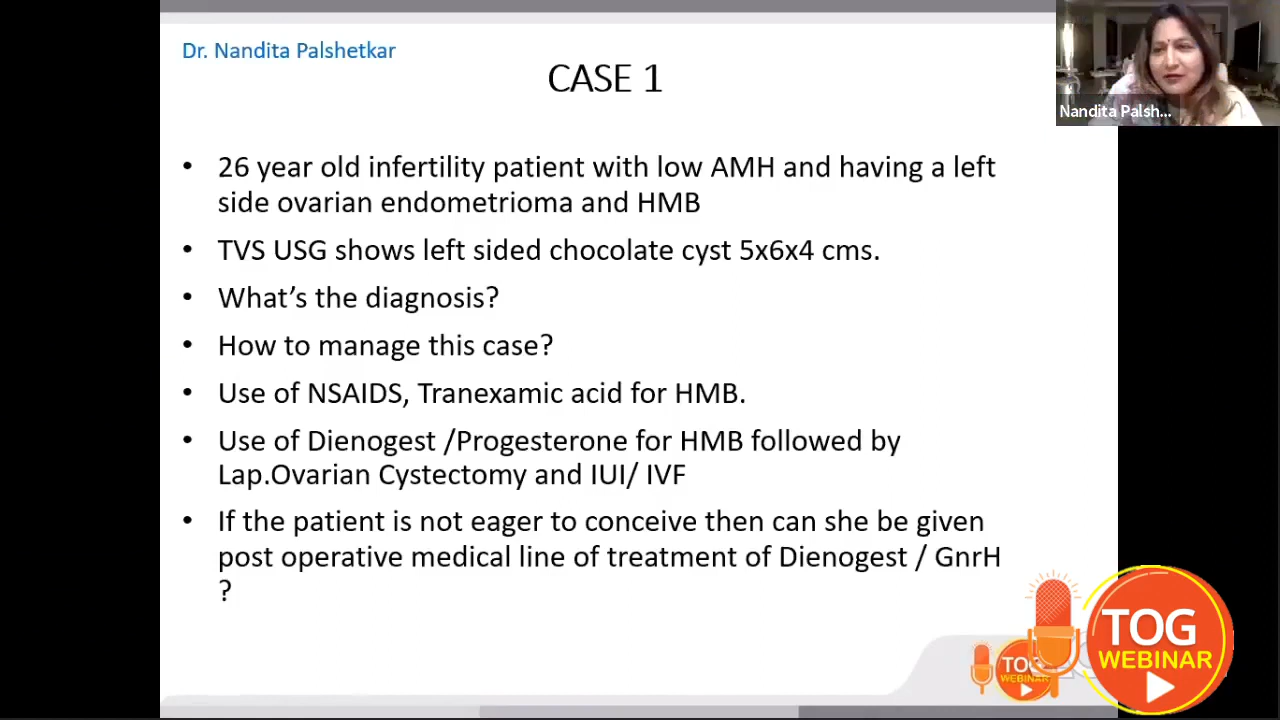 Dr. Nandita Palshetkar
CASE 1
Nandita Palsh...
• 26 year old infertility patient with low AMH and having a left
side ovarian endometrioma and HMB
• TVS USG shows left sided chocolate cyst 5x6x4 cms.
• What's the diagnosis?
• How to manage this case?
• Use of NSAIDS, Tranexamic acid for HMB.
• Use of Dienogest /Progesterone for HMB followed by
Lap.Ovarian Cystectomy and IUI/ IVF
• If the patient is not eager to conceive then can she be given
post operative medical line of treatment of Dienogest / GnrH
?
TOG
WEBINAR
TOG
WEBINAR